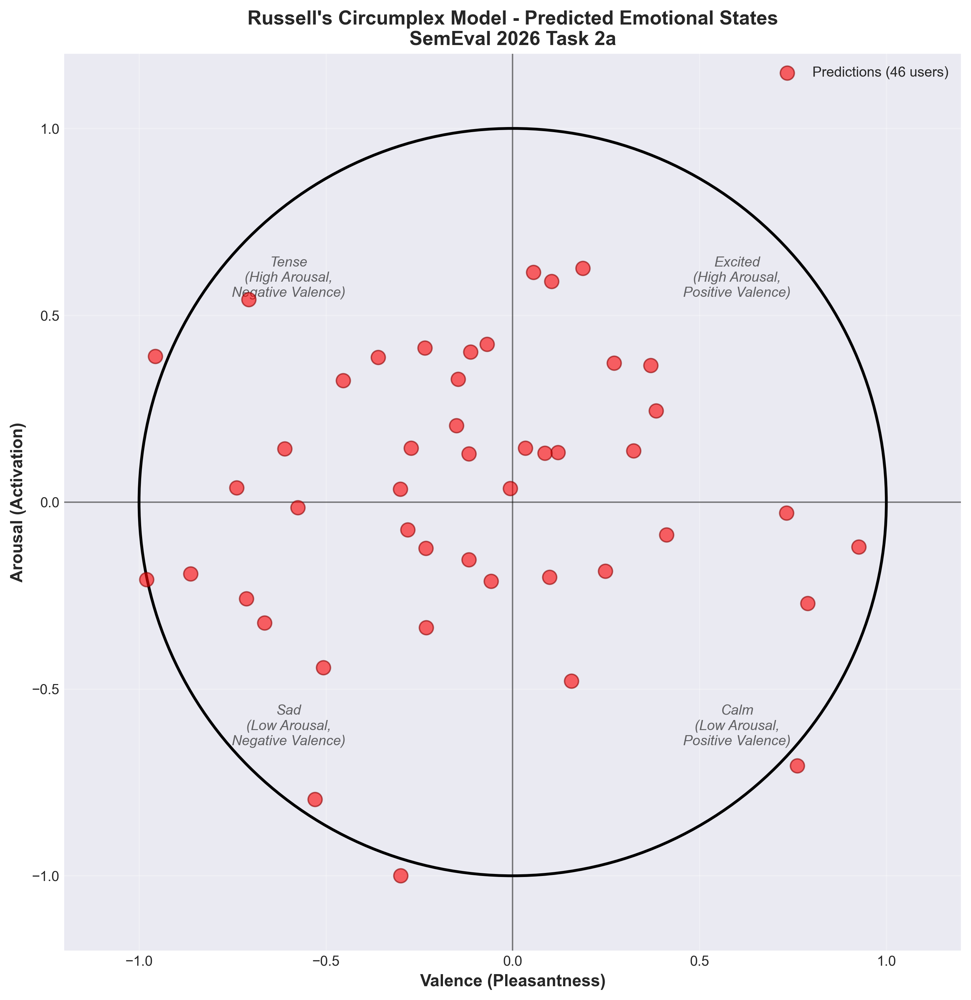 Russell's Circumplex Model - Predicted Emotional States
SemEval 2026 Task 2a
Predictions (46 users)
1.0
Tense
(High Arousal,
Negative Valence)
Excited
(High Arousal,
Positive Valence)
0.5
Arousal (Activation)
0.0
−0.5
Sad
(Low Arousal,
Negative Valence)
Calm
(Low Arousal,
Positive Valence)
−1.0
−1.0 −0.5 0.0 0.5 1.0
Valence (Pleasantness)